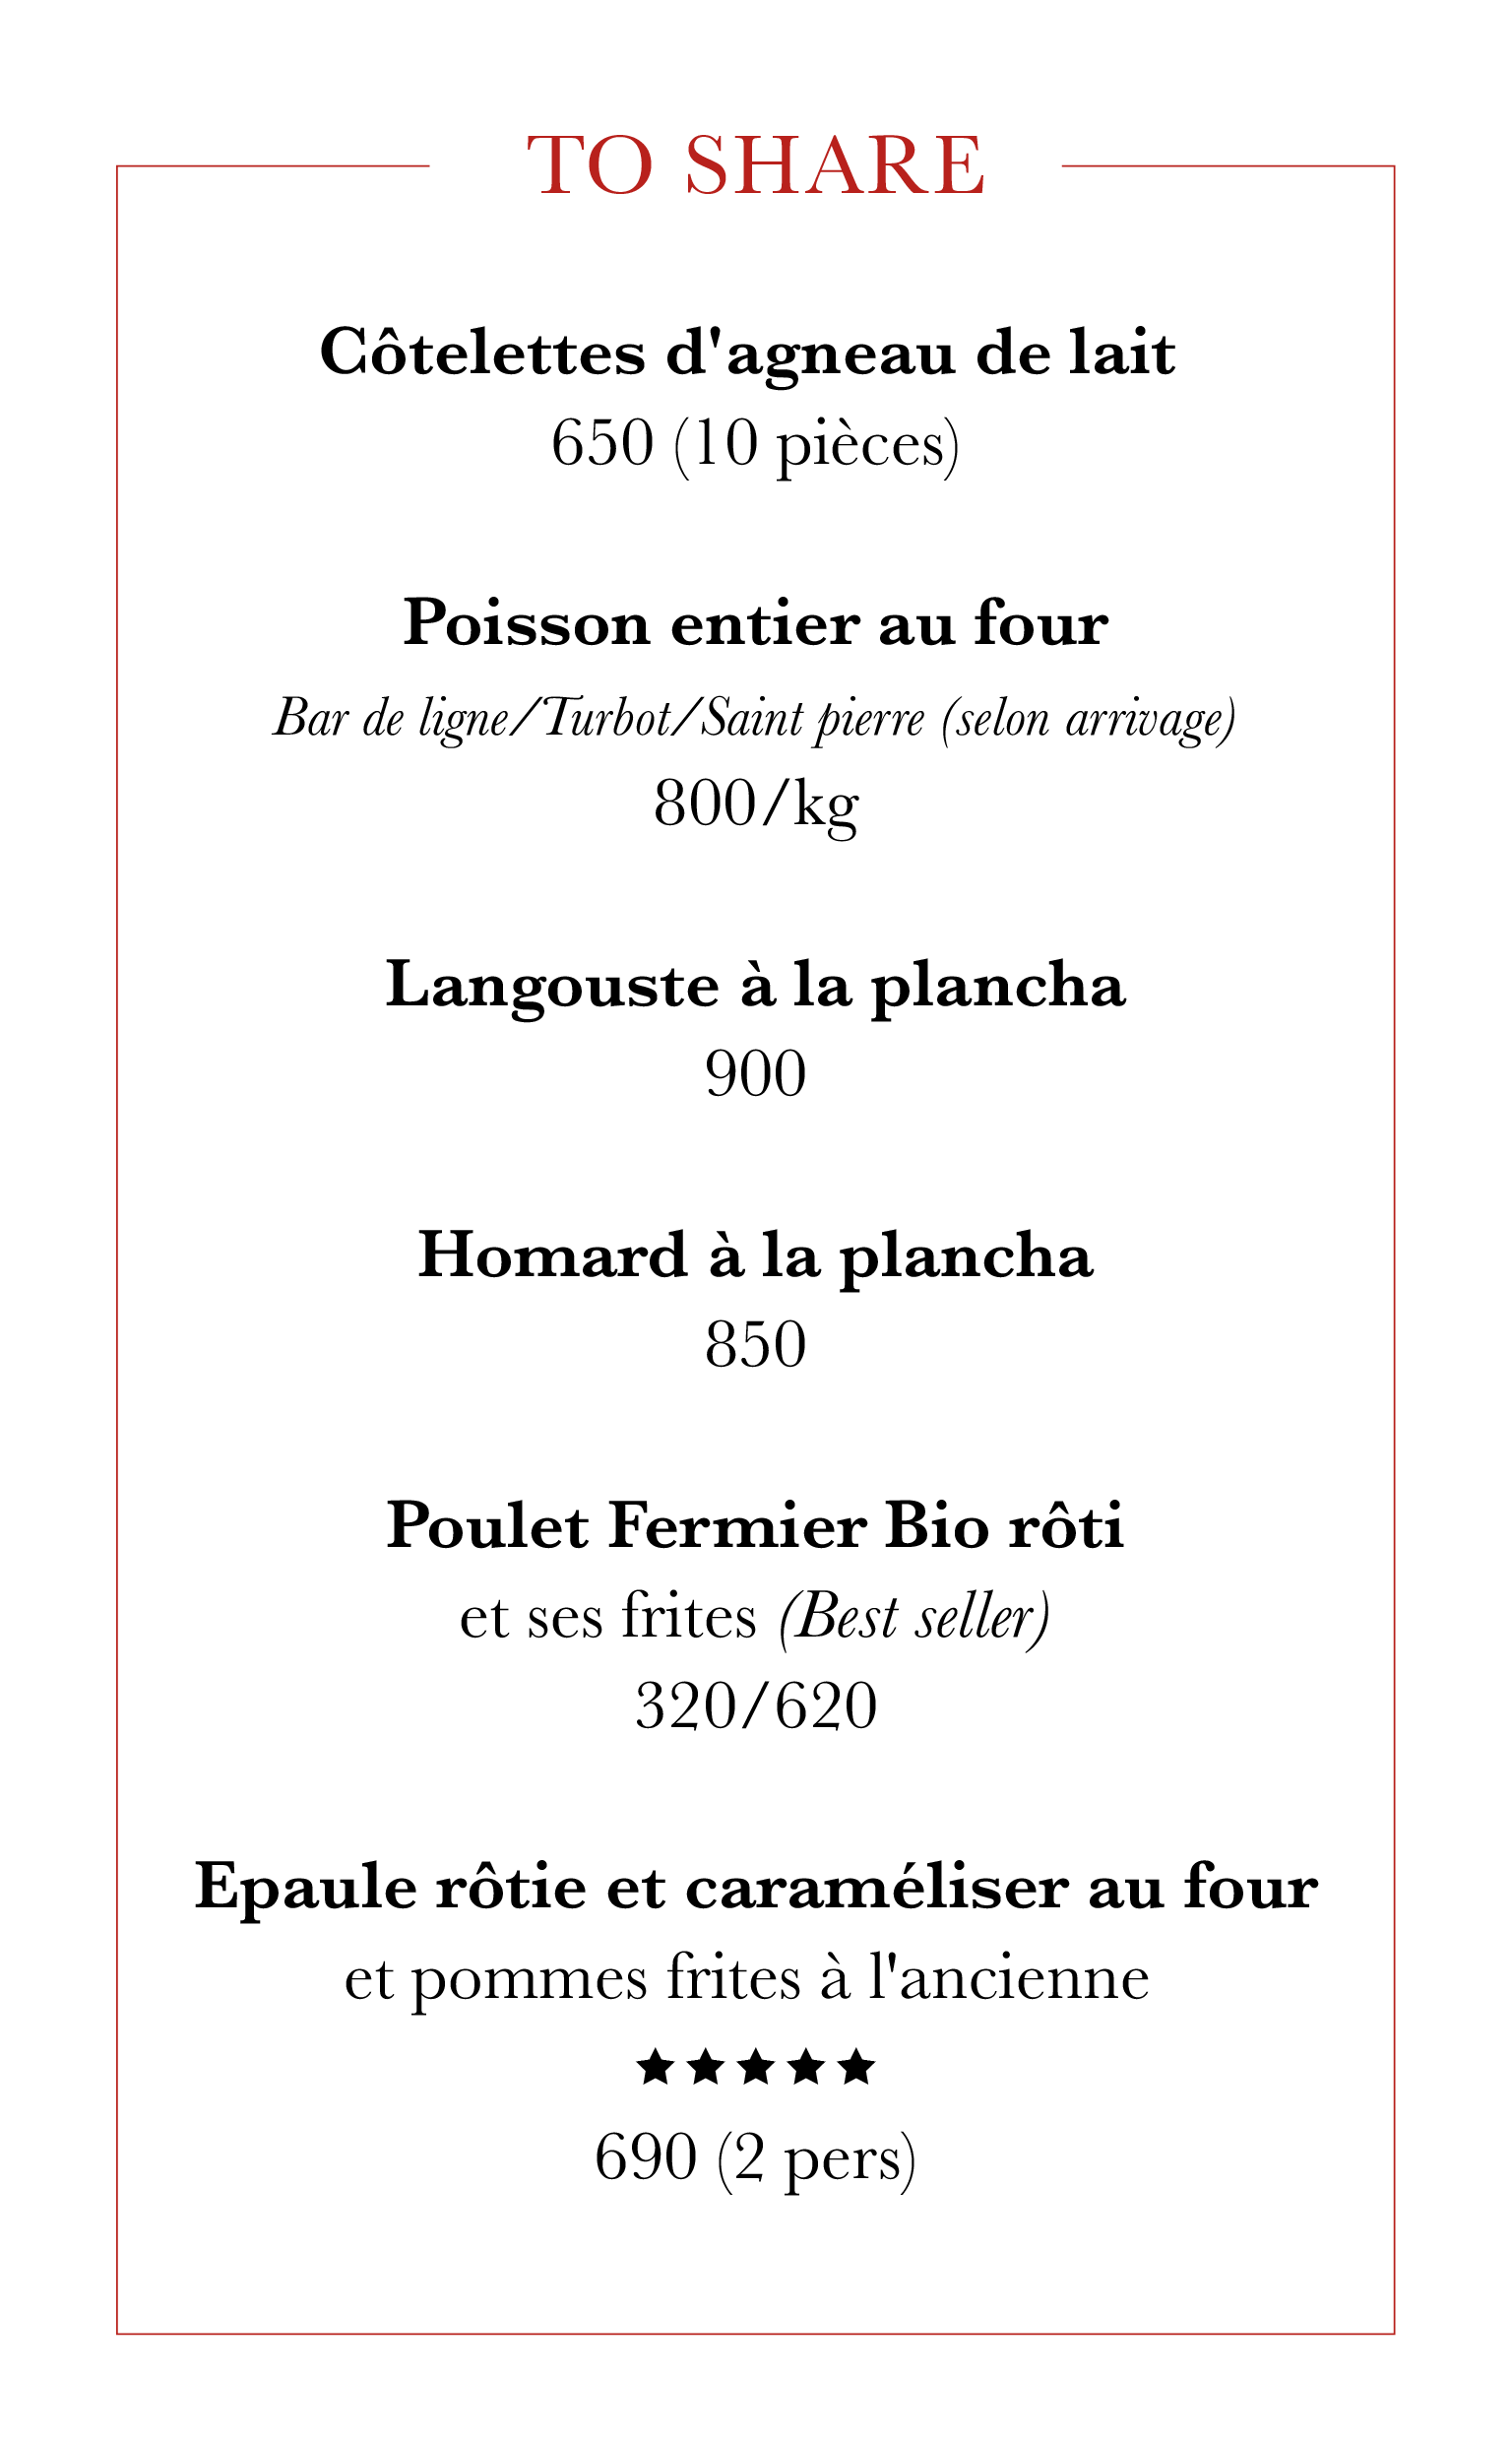 TO SHARE
Côtelettes d'agneau de lait
650 (10 pièces)
Poisson entier au four
Bar de ligne/Turbot/Saint pierre (selon arrivage)
800/kg
Langouste à la plancha
900
Homard à la plancha
850
Poulet Fermier Bio rôti
et ses frites (Best seller)
320/620
Epaule rôtie et caraméliser au four
et pommes frites à l'ancienne
★★★★★
690 (2 pers)